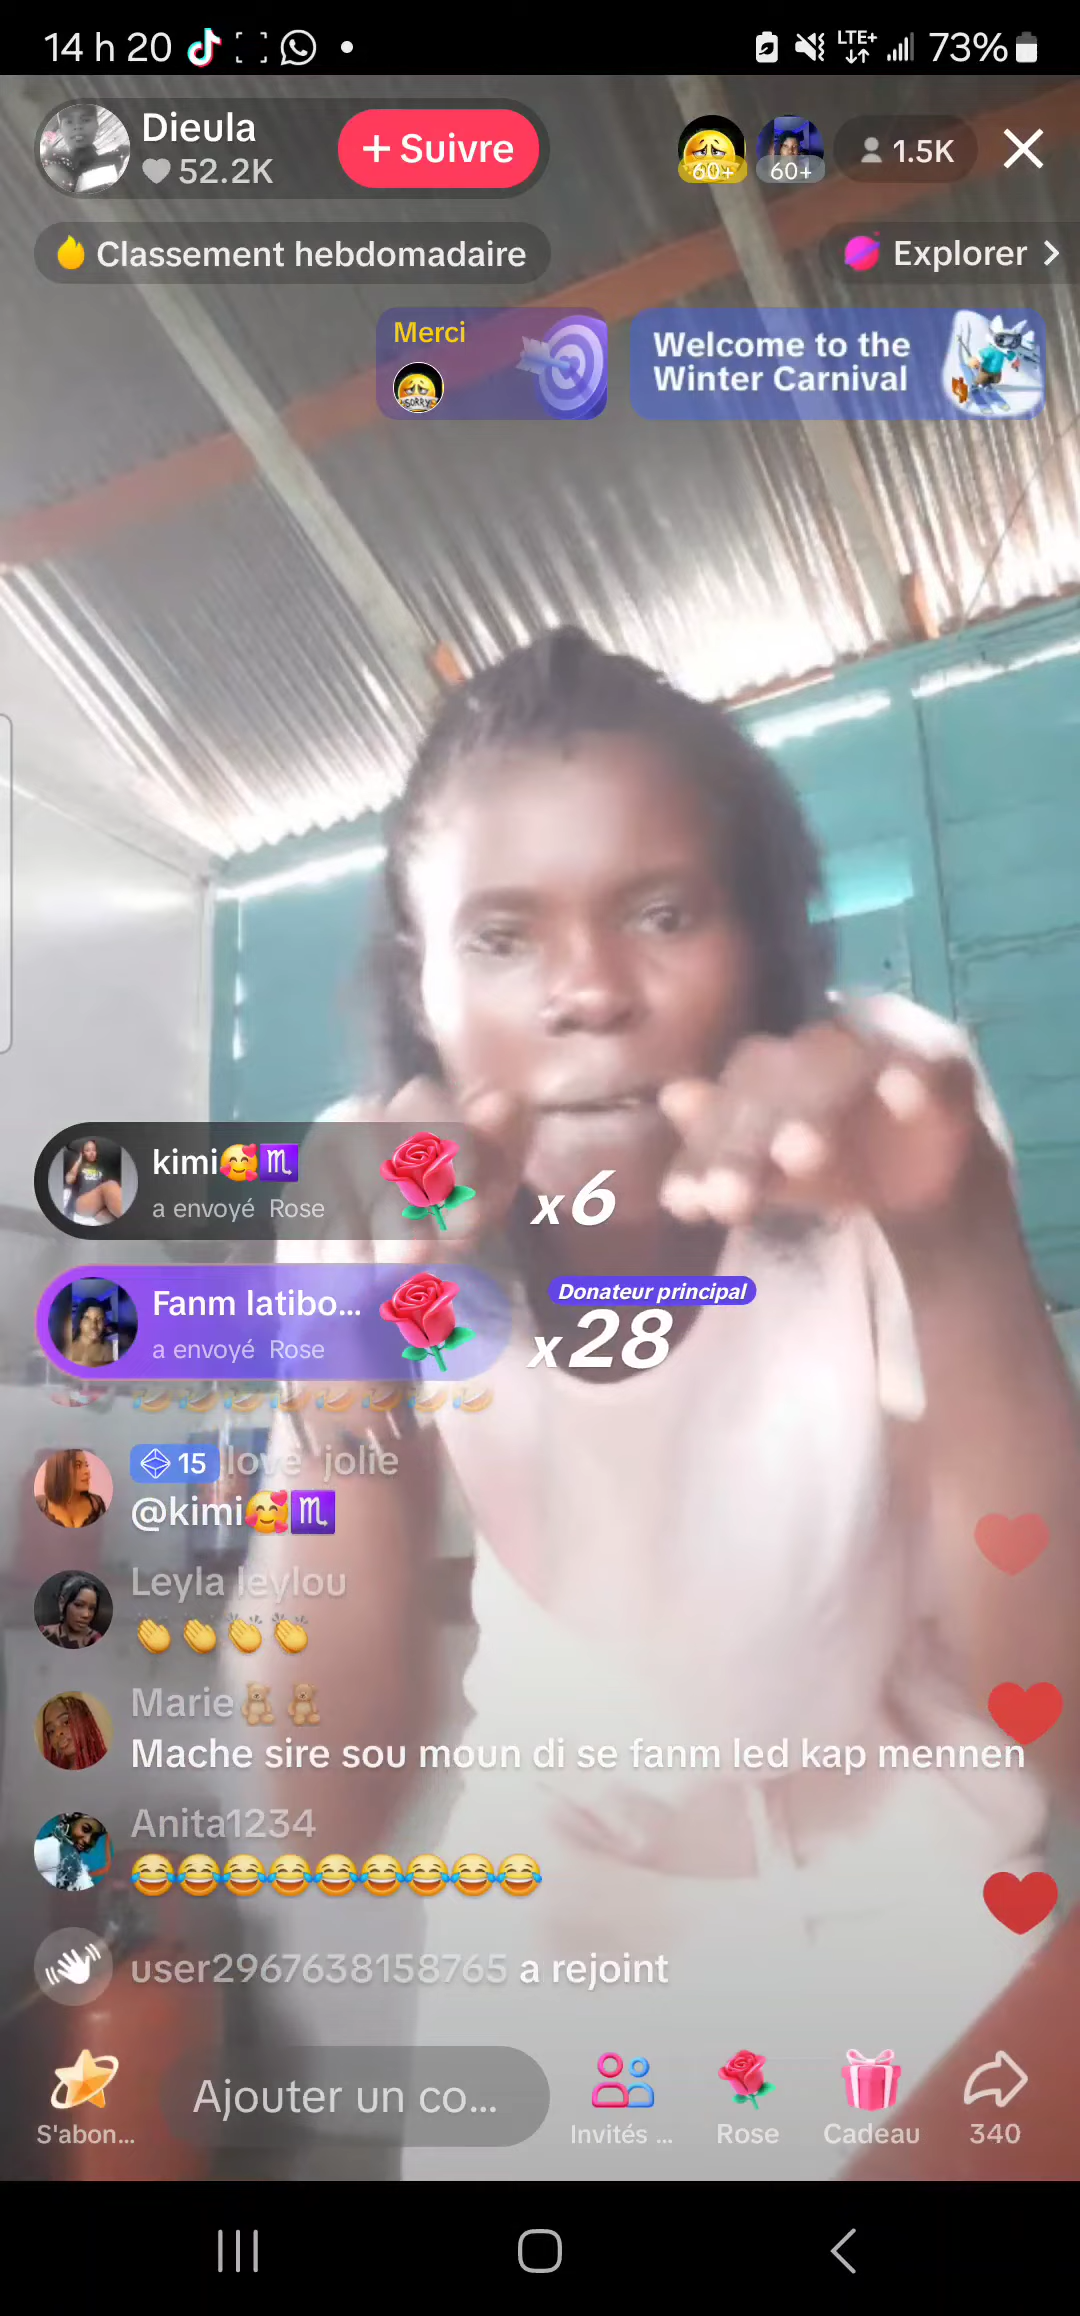 14 h 20
LTE+
73%
Dieula
52.2K
+ Suivre
60+
60+
1.5K
Classement hebdomadaire
Explorer
Merci
SORRY
Welcome to the
Winter Carnival
kimi🥰♏
a envoyé Rose
x6
Fanm latibo...
a envoyé Rose
Donateur principal
x28
15 love jolie
@kimi🥰♏
Leyla leylou
👏👏👏👏
Marie🧸🧸
Mache sire sou moun di se fanm led kap mennen
Anita1234
😂😂😂😂😂😂😂😂😂
user2967638158765 a rejoint
S'abon...
Ajouter un co...
Invités ...
Rose
Cadeau
340